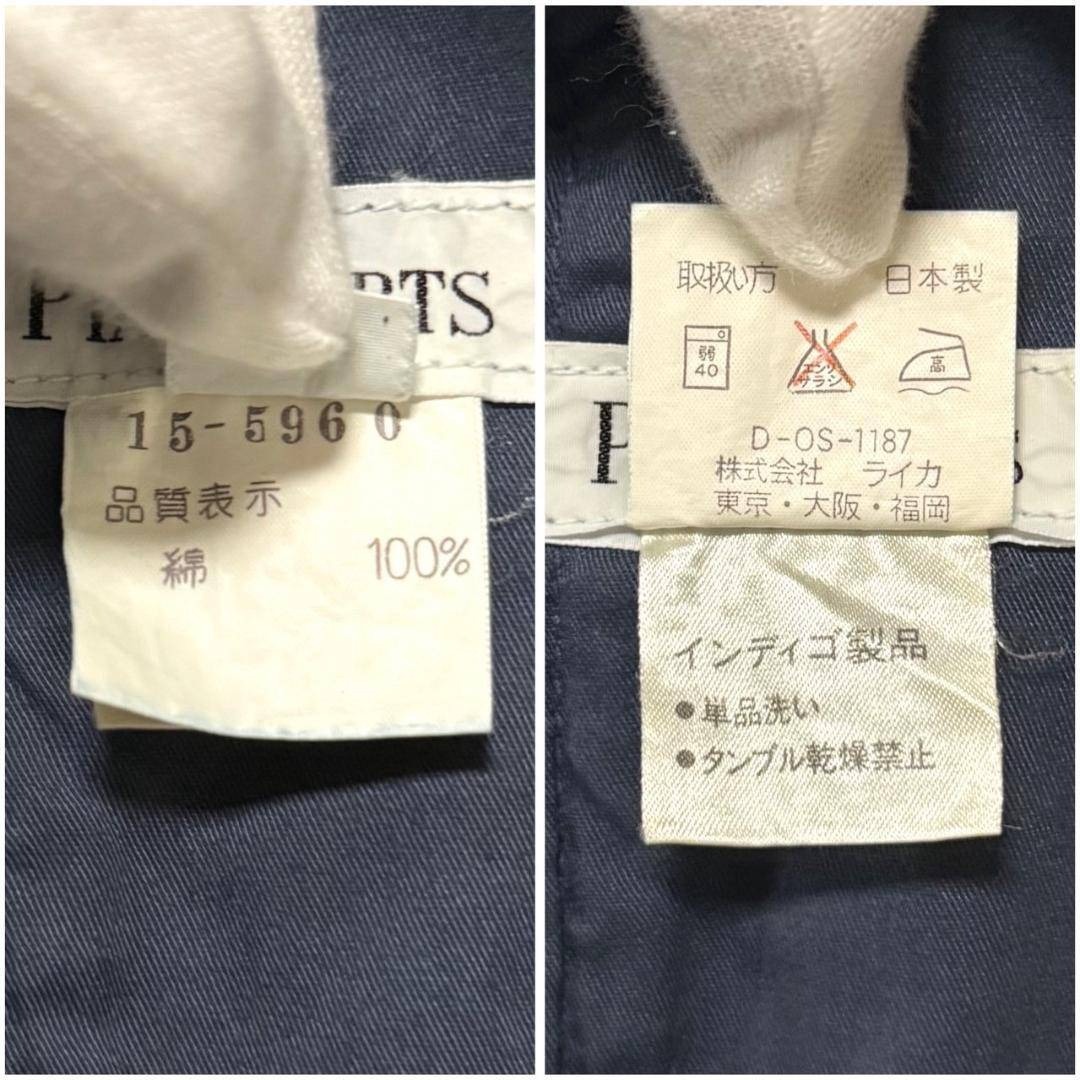 15-5960
品質表示
綿 100%
取扱い方 日本製
弱
40
エンソ
サラシ
高
D-OS-1187
株式会社 ライカ
東京・大阪・福岡
インディゴ製品
●単品洗い
●タンブル乾燥禁止